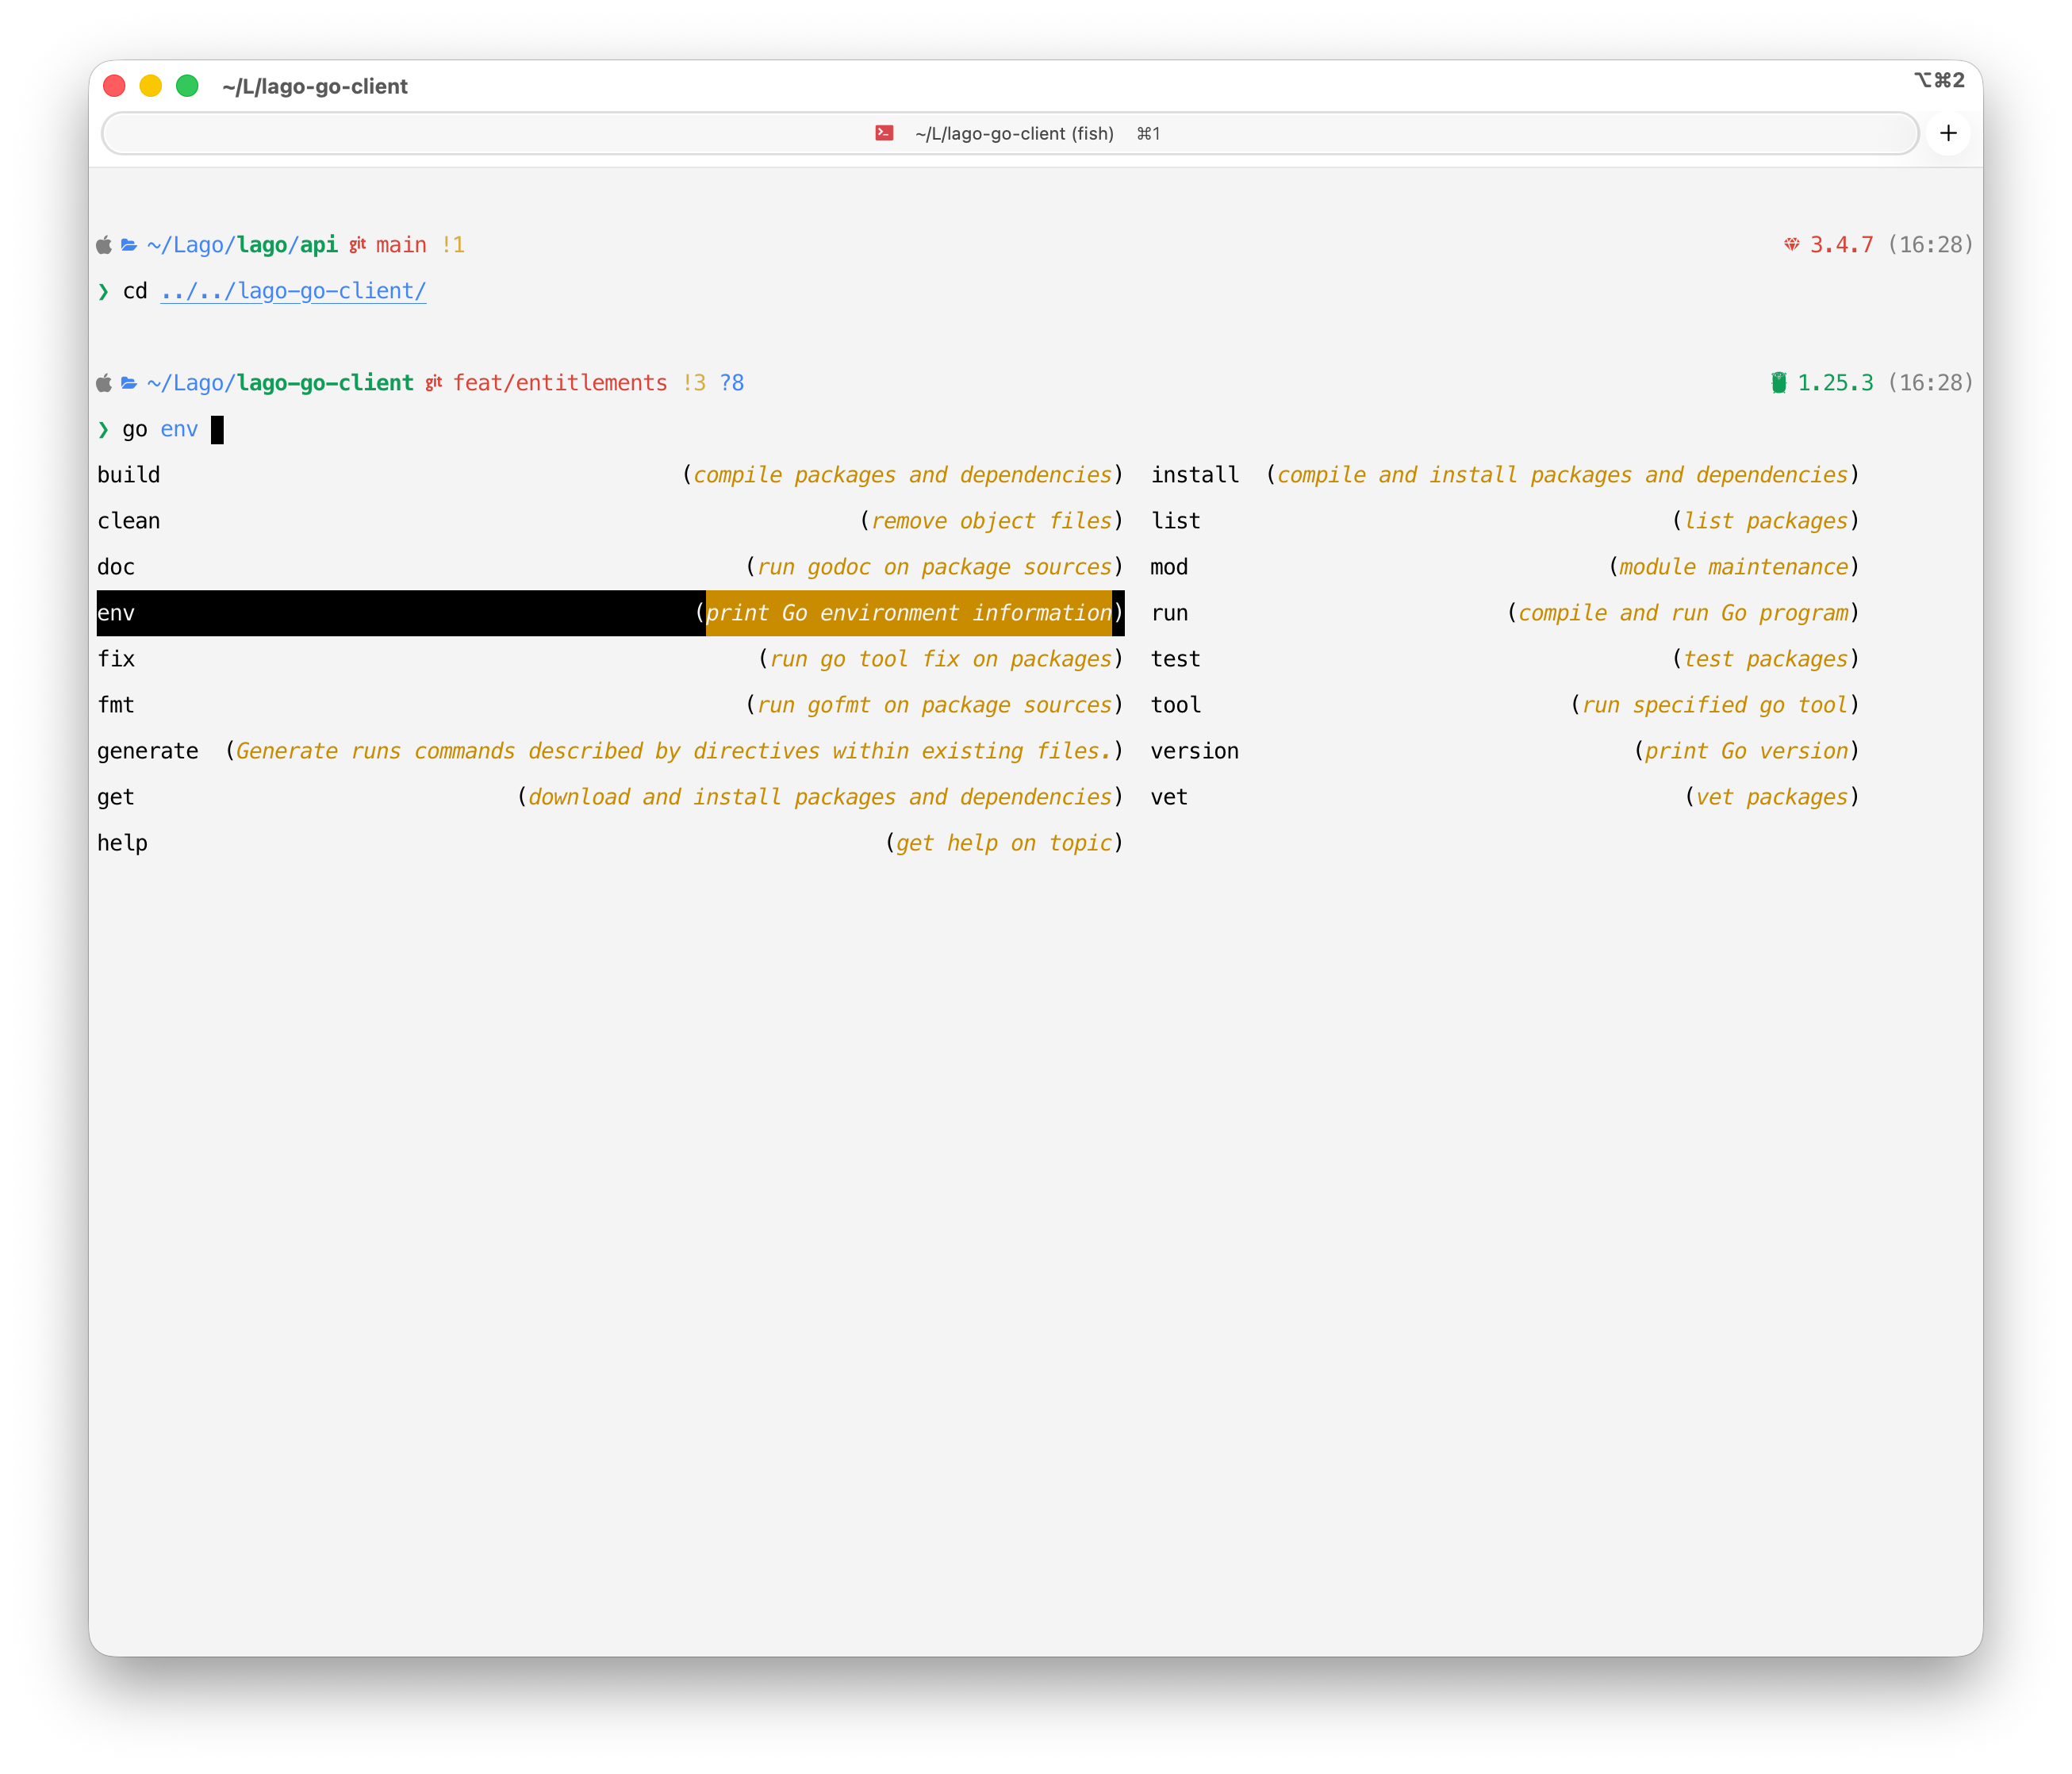 ~/L/lago-go-client ⌥⌘2
~/L/lago-go-client (fish) ⌘1 +
~/Lago/lago/api git main !1 3.4.7 (16:28)
❯ cd ../../lago-go-client/
~/Lago/lago-go-client git feat/entitlements !3 ?8 1.25.3 (16:28)
❯ go env
build (compile packages and dependencies) install (compile and install packages and dependencies)
clean (remove object files) list (list packages)
doc (run godoc on package sources) mod (module maintenance)
env (print Go environment information) run (compile and run Go program)
fix (run go tool fix on packages) test (test packages)
fmt (run gofmt on package sources) tool (run specified go tool)
generate (Generate runs commands described by directives within existing files.) version (print Go version)
get (download and install packages and dependencies) vet (vet packages)
help (get help on topic)